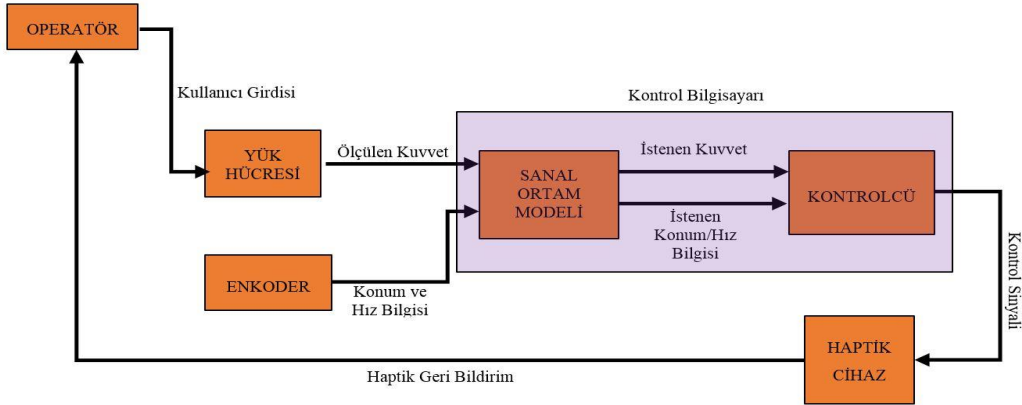 OPERATÖR
Kullanıcı Girdisi
Kontrol Bilgisayarı
YÜK
HÜCRESİ
Ölçülen Kuvvet
SANAL
ORTAM
MODELİ
İstenen Kuvvet
İstenen
Konum/Hız
Bilgisi
KONTROLCÜ
ENKODER
Konum ve
Hız Bilgisi
Kontrol Sinyali
HAPTİK
CİHAZ
Haptik Geri Bildirim